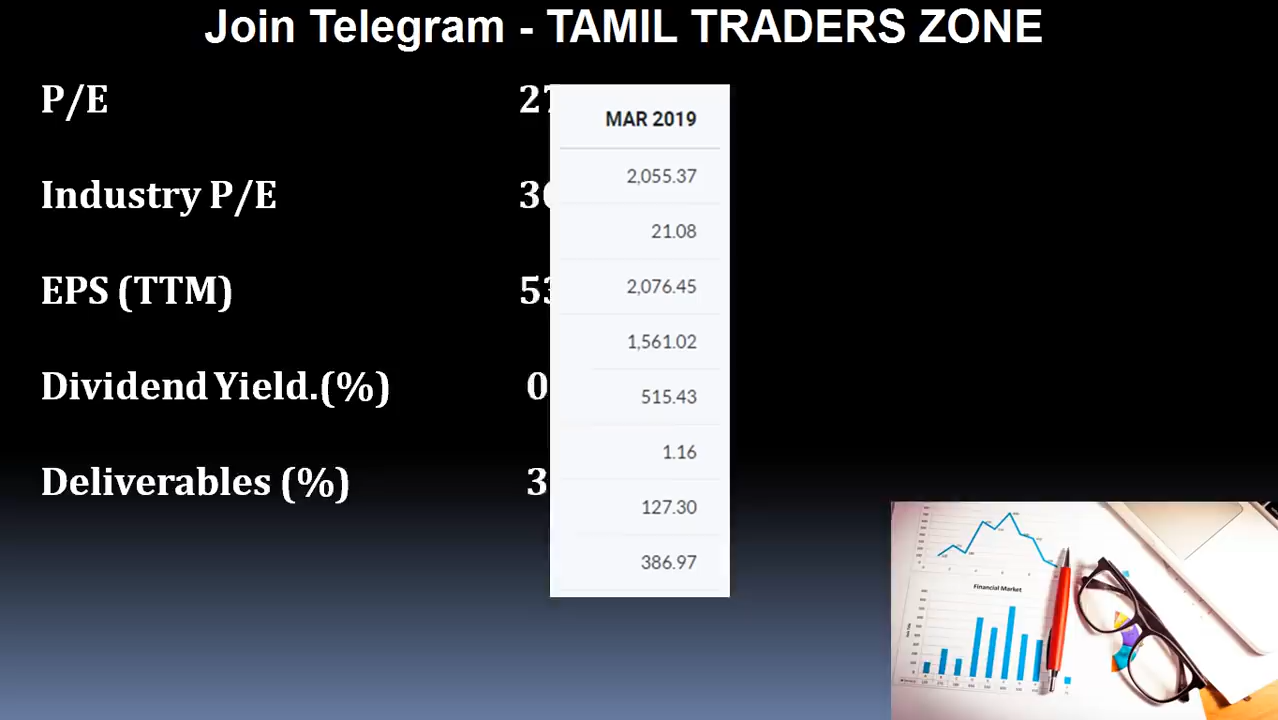 Join Telegram - TAMIL TRADERS ZONE
P/E
MAR 2019
2,055.37
Industry P/E
21.08
EPS (TTM)
2,076.45
1,561.02
Dividend Yield.(%)
515.43
1.16
Deliverables (%)
127.30
386.97
Financial Market